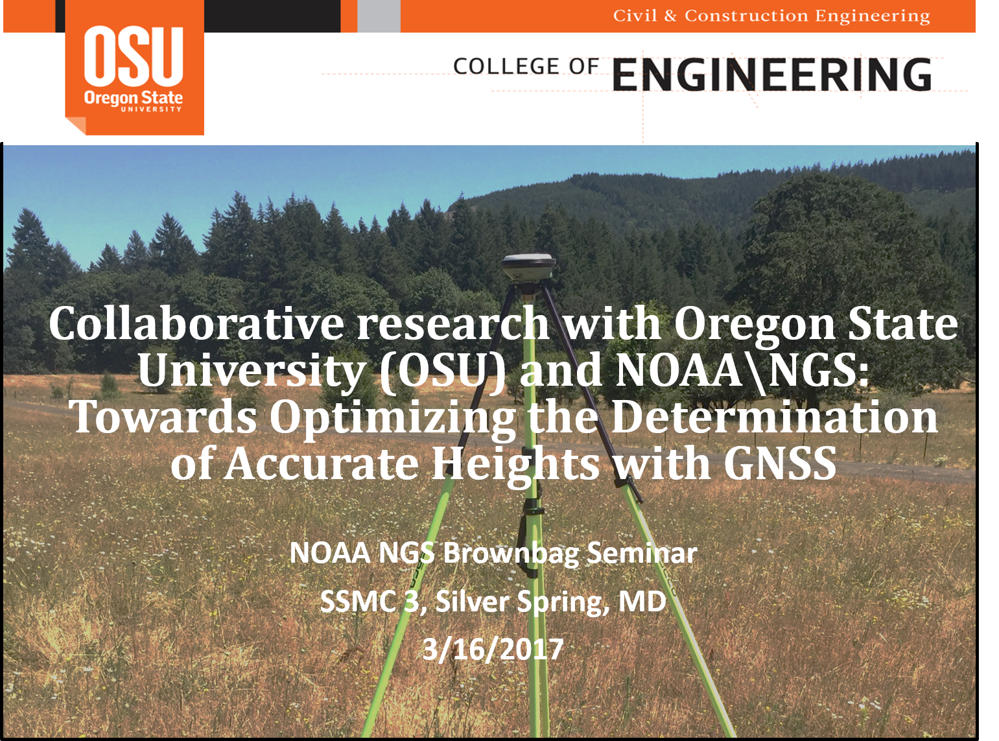 Civil & Construction Engineering
OSU
Oregon State
UNIVERSITY
COLLEGE OF ENGINEERING
Collaborative research with Oregon State
University (OSU) and NOAA\NGS:
Towards Optimizing the Determination
of Accurate Heights with GNSS
NOAA NGS Brownbag Seminar
SSMC 3, Silver Spring, MD
3/16/2017